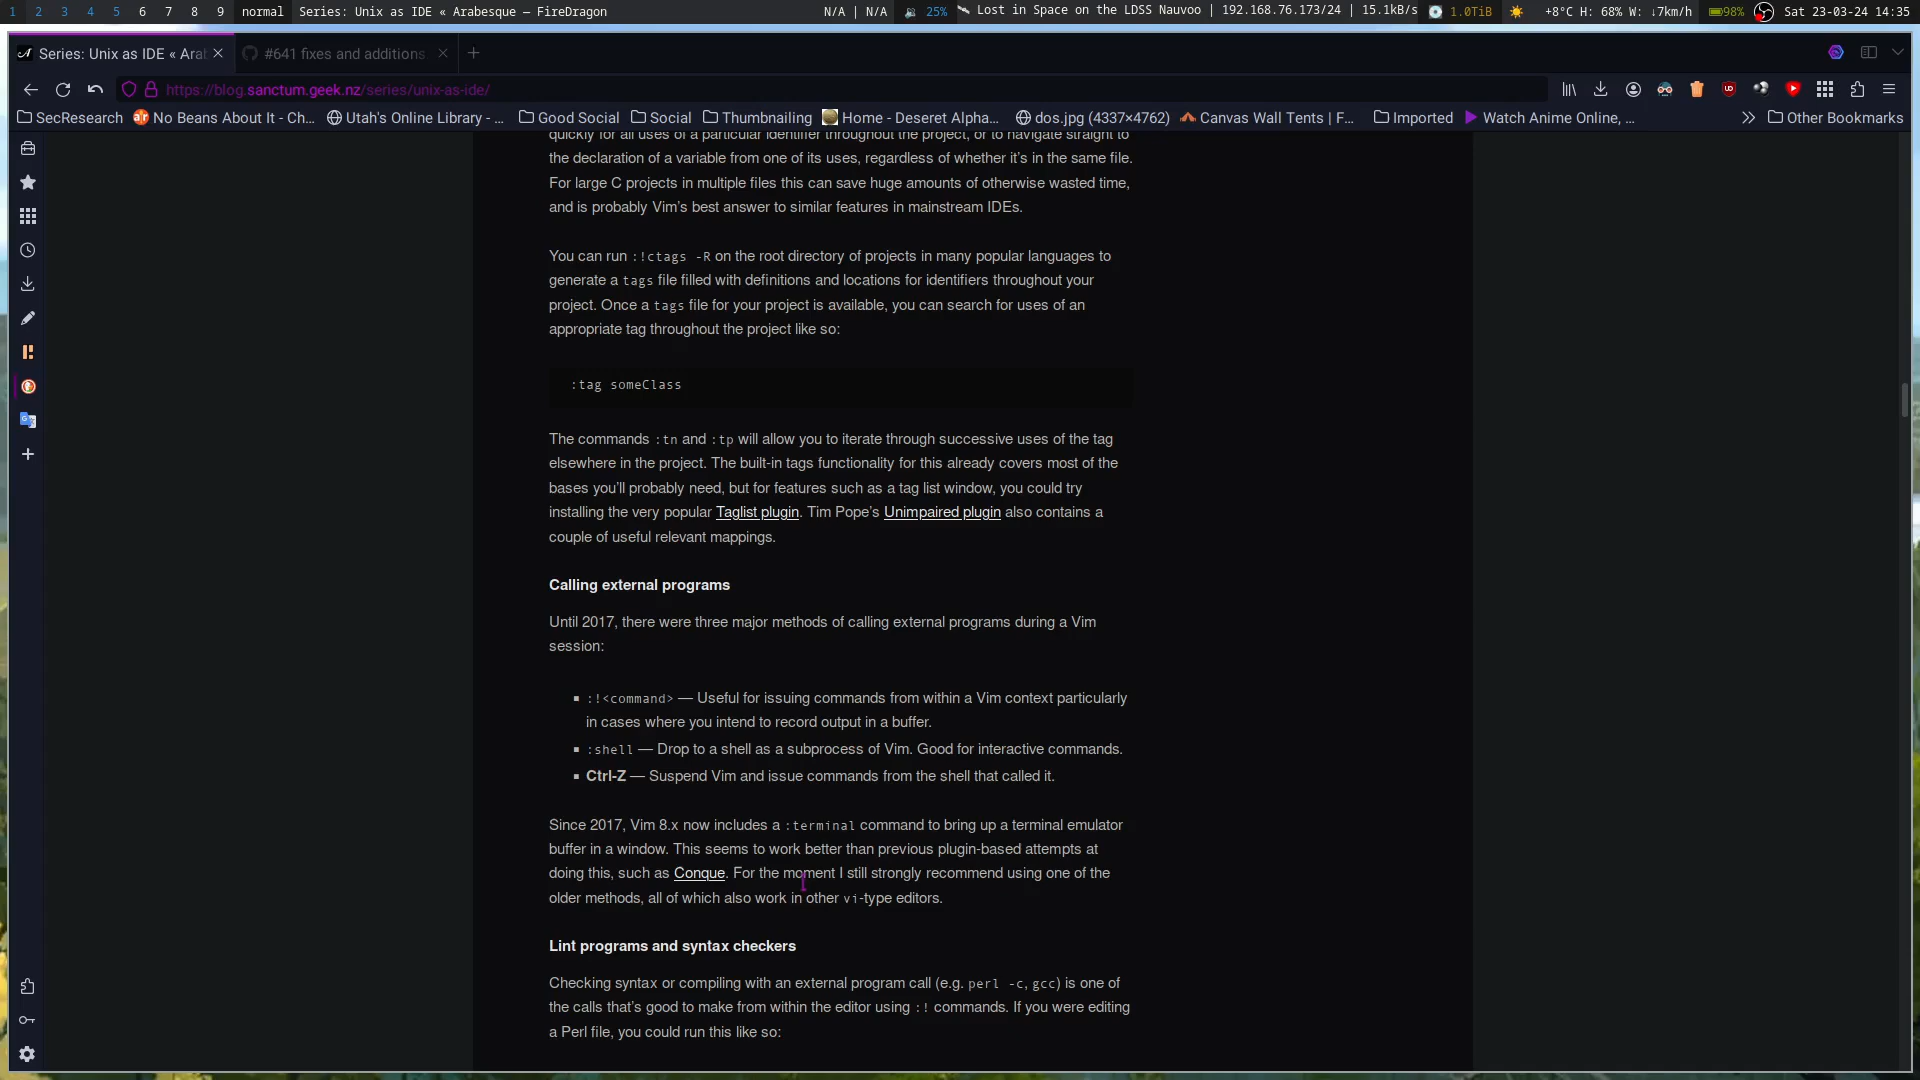 1 2 3 4 5 6 7 8 9 normal Series: Unix as IDE « Arabesque — FireDragon N/A | N/A 25% Lost in Space on the LDSS Nauvoo | 192.168.76.173/24 | 15.1kB/s 1.0TiB +8°C H: 68% W: ↓7km/h 98% Sat 23-03-24 14:35
Series: Unix as IDE « Ara #641 fixes and additions
https://blog.sanctum.geek.nz/series/unix-as-ide/
SecResearch No Beans About It - Ch... Utah's Online Library - ... Good Social Social Thumbnailing Home - Deseret Alpha... dos.jpg (4337×4762) Canvas Wall Tents | F... Imported Watch Anime Online, ... Other Bookmarks
quickly for all uses of a particular identifier throughout the project, or to navigate straight to
the declaration of a variable from one of its uses, regardless of whether it's in the same file.
For large C projects in multiple files this can save huge amounts of otherwise wasted time,
and is probably Vim's best answer to similar features in mainstream IDEs.
You can run :!ctags -R on the root directory of projects in many popular languages to
generate a tags file filled with definitions and locations for identifiers throughout your
project. Once a tags file for your project is available, you can search for uses of an
appropriate tag throughout the project like so:
:tag someClass
The commands :tn and :tp will allow you to iterate through successive uses of the tag
elsewhere in the project. The built-in tags functionality for this already covers most of the
bases you'll probably need, but for features such as a tag list window, you could try
installing the very popular Taglist plugin. Tim Pope's Unimpaired plugin also contains a
couple of useful relevant mappings.
Calling external programs
Until 2017, there were three major methods of calling external programs during a Vim
session:
▪ :!<command> — Useful for issuing commands from within a Vim context particularly
in cases where you intend to record output in a buffer.
▪ :shell — Drop to a shell as a subprocess of Vim. Good for interactive commands.
▪ Ctrl-Z — Suspend Vim and issue commands from the shell that called it.
Since 2017, Vim 8.x now includes a :terminal command to bring up a terminal emulator
buffer in a window. This seems to work better than previous plugin-based attempts at
doing this, such as Conque. For the moment I still strongly recommend using one of the
older methods, all of which also work in other vi-type editors.
Lint programs and syntax checkers
Checking syntax or compiling with an external program call (e.g. perl -c, gcc) is one of
the calls that's good to make from within the editor using :! commands. If you were editing
a Perl file, you could run this like so: